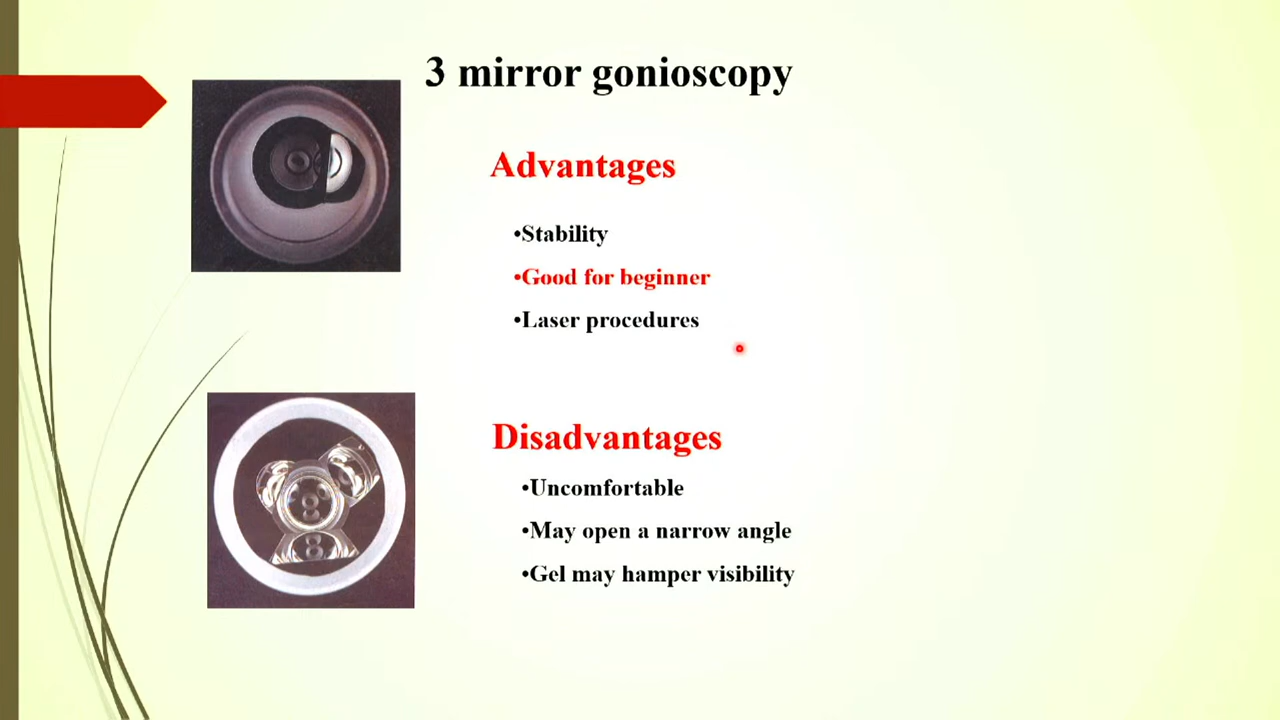 3 mirror gonioscopy
Advantages
•Stability
•Good for beginner
•Laser procedures
Disadvantages
•Uncomfortable
•May open a narrow angle
•Gel may hamper visibility